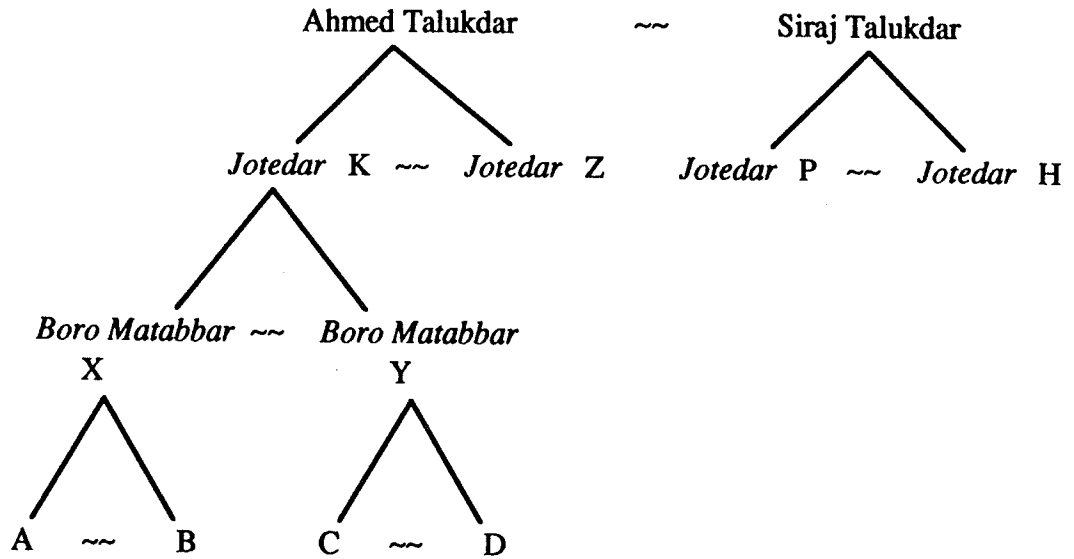 Ahmed Talukdar ~~ Siraj Talukdar
Jotedar K ~~ Jotedar Z Jotedar P ~~ Jotedar H
Boro Matabbar ~~ Boro Matabbar
X Y
A ~~ B C ~~ D